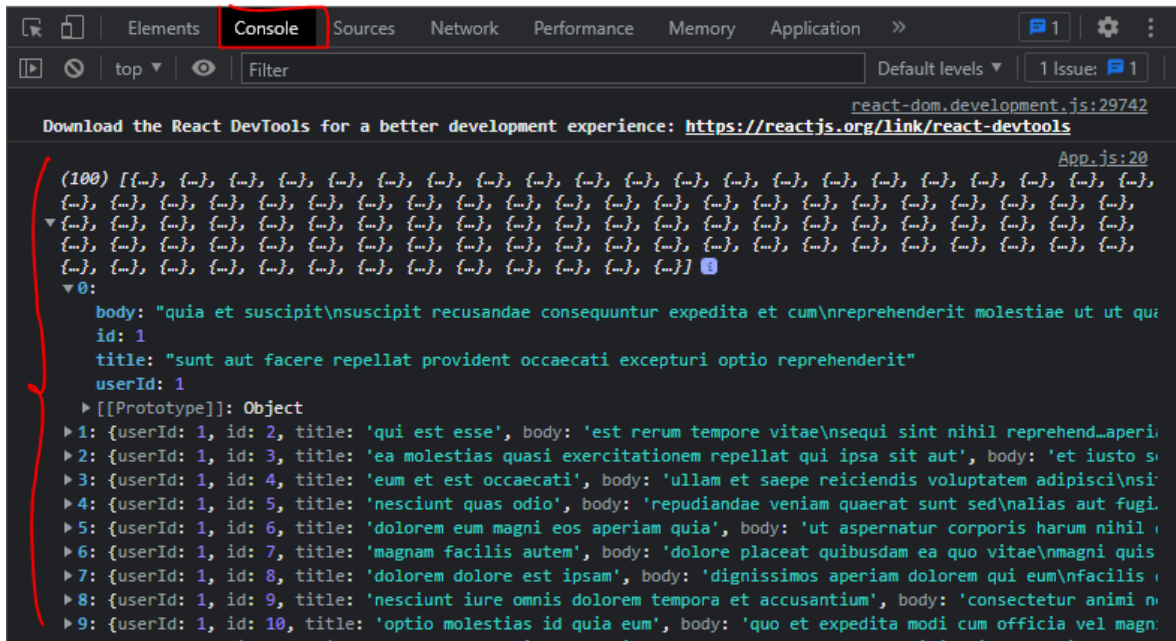 Elements Console Sources Network Performance Memory Application » 1
top ▼ Filter Default levels ▼ 1 Issue: 1
react-dom.development.js:29742
Download the React DevTools for a better development experience: https://reactjs.org/link/react-devtools
App.js:20
(100) [{…}, {…}, {…}, {…}, {…}, {…}, {…}, {…}, {…}, {…}, {…}, {…}, {…}, {…}, {…}, {…}, {…}, {…}, {…}, {…}, {…}, {…},
{…}, {…}, {…}, {…}, {…}, {…}, {…}, {…}, {…}, {…}, {…}, {…}, {…}, {…}, {…}, {…}, {…}, {…}, {…}, {…}, {…}, {…},
▼{…}, {…}, {…}, {…}, {…}, {…}, {…}, {…}, {…}, {…}, {…}, {…}, {…}, {…}, {…}, {…}, {…}, {…}, {…}, {…}, {…}, {…},
{…}, {…}, {…}, {…}, {…}, {…}, {…}, {…}, {…}, {…}, {…}, {…}, {…}, {…}, {…}, {…}, {…}, {…}, {…}, {…}, {…}, {…},
{…}, {…}, {…}, {…}, {…}, {…}, {…}, {…}, {…}, {…}, {…}, {…}, {…}] i
▼0:
body: "quia et suscipit\nsuscipit recusandae consequuntur expedita et cum\nreprehenderit molestiae ut ut qua
id: 1
title: "sunt aut facere repellat provident occaecati excepturi optio reprehenderit"
userId: 1
▶[[Prototype]]: Object
▶1: {userId: 1, id: 2, title: 'qui est esse', body: 'est rerum tempore vitae\nsequi sint nihil reprehend…aperi
▶2: {userId: 1, id: 3, title: 'ea molestias quasi exercitationem repellat qui ipsa sit aut', body: 'et iusto s
▶3: {userId: 1, id: 4, title: 'eum et est occaecati', body: 'ullam et saepe reiciendis voluptatem adipisci\nsi
▶4: {userId: 1, id: 5, title: 'nesciunt quas odio', body: 'repudiandae veniam quaerat sunt sed\nalias aut fugi
▶5: {userId: 1, id: 6, title: 'dolorem eum magni eos aperiam quia', body: 'ut aspernatur corporis harum nihil
▶6: {userId: 1, id: 7, title: 'magnam facilis autem', body: 'dolore placeat quibusdam ea quo vitae\nmagni quis
▶7: {userId: 1, id: 8, title: 'dolorem dolore est ipsam', body: 'dignissimos aperiam dolorem qui eum\nfacilis
▶8: {userId: 1, id: 9, title: 'nesciunt iure omnis dolorem tempora et accusantium', body: 'consectetur animi n
▶9: {userId: 1, id: 10, title: 'optio molestias id quia eum', body: 'quo et expedita modi cum officia vel magn